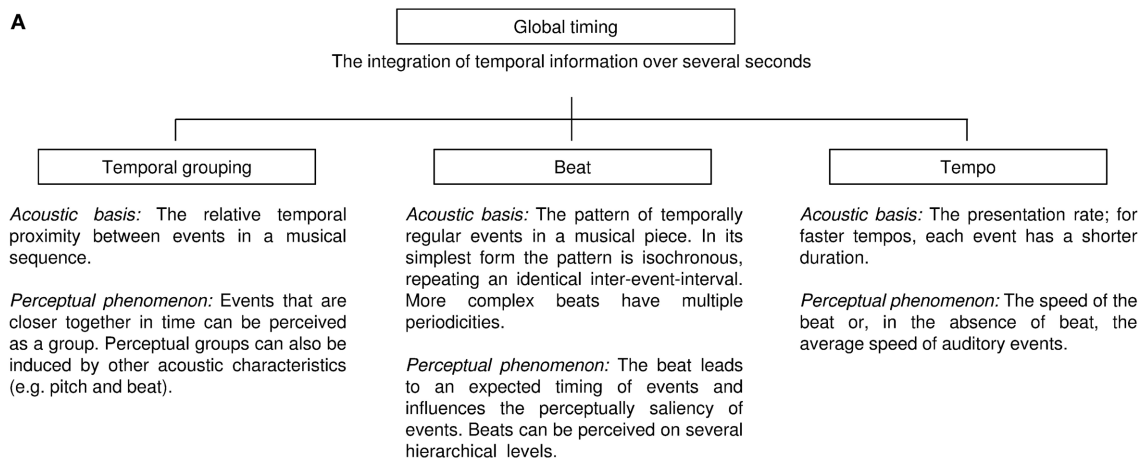 A
Global timing
The integration of temporal information over several seconds
Temporal grouping
Acoustic basis: The relative temporal
proximity between events in a musical
sequence.
Perceptual phenomenon: Events that are
closer together in time can be perceived
as a group. Perceptual groups can also be
induced by other acoustic characteristics
(e.g. pitch and beat).
Beat
Acoustic basis: The pattern of temporally
regular events in a musical piece. In its
simplest form the pattern is isochronous,
repeating an identical inter-event-interval.
More complex beats have multiple
periodicities.
Perceptual phenomenon: The beat leads
to an expected timing of events and
influences the perceptually saliency of
events. Beats can be perceived on several
hierarchical levels.
Tempo
Acoustic basis: The presentation rate; for
faster tempos, each event has a shorter
duration.
Perceptual phenomenon: The speed of the
beat or, in the absence of beat, the
average speed of auditory events.